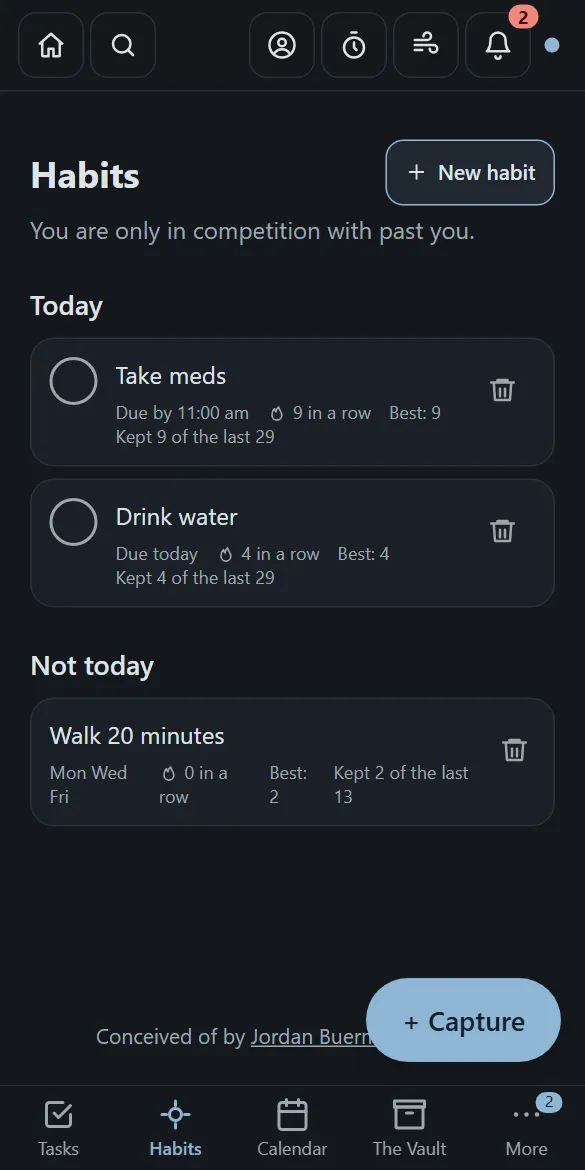 2
Habits
+ New habit
You are only in competition with past you.
Today
Take meds
Due by 11:00 am 9 in a row Best: 9
Kept 9 of the last 29
Drink water
Due today 4 in a row Best: 4
Kept 4 of the last 29
Not today
Walk 20 minutes
Mon Wed Fri
0 in a row
Best: 2
Kept 2 of the last 13
Conceived of by Jordan
+ Capture
2
Tasks
Habits
Calendar
The Vault
More